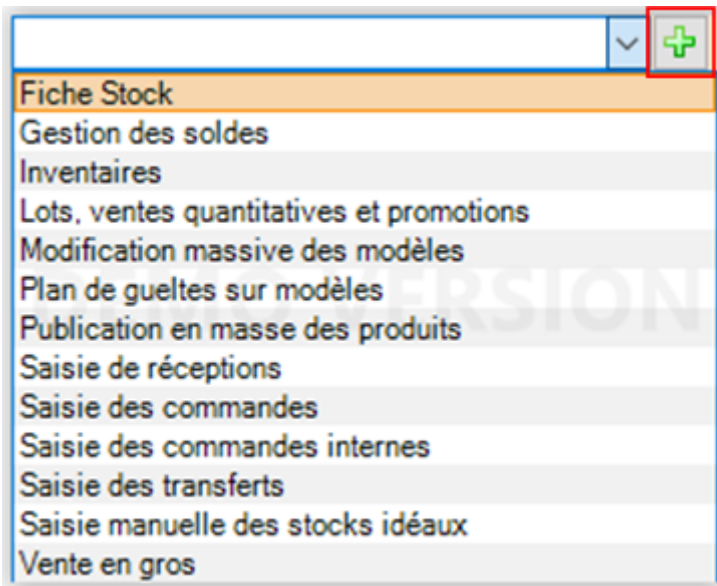 Fiche Stock
Gestion des soldes
Inventaires
Lots, ventes quantitatives et promotions
Modification massive des modèles
Plan de gueltes sur modèles
Publication en masse des produits
Saisie de réceptions
Saisie des commandes
Saisie des commandes internes
Saisie des transferts
Saisie manuelle des stocks idéaux
Vente en gros
DEMO VERSION